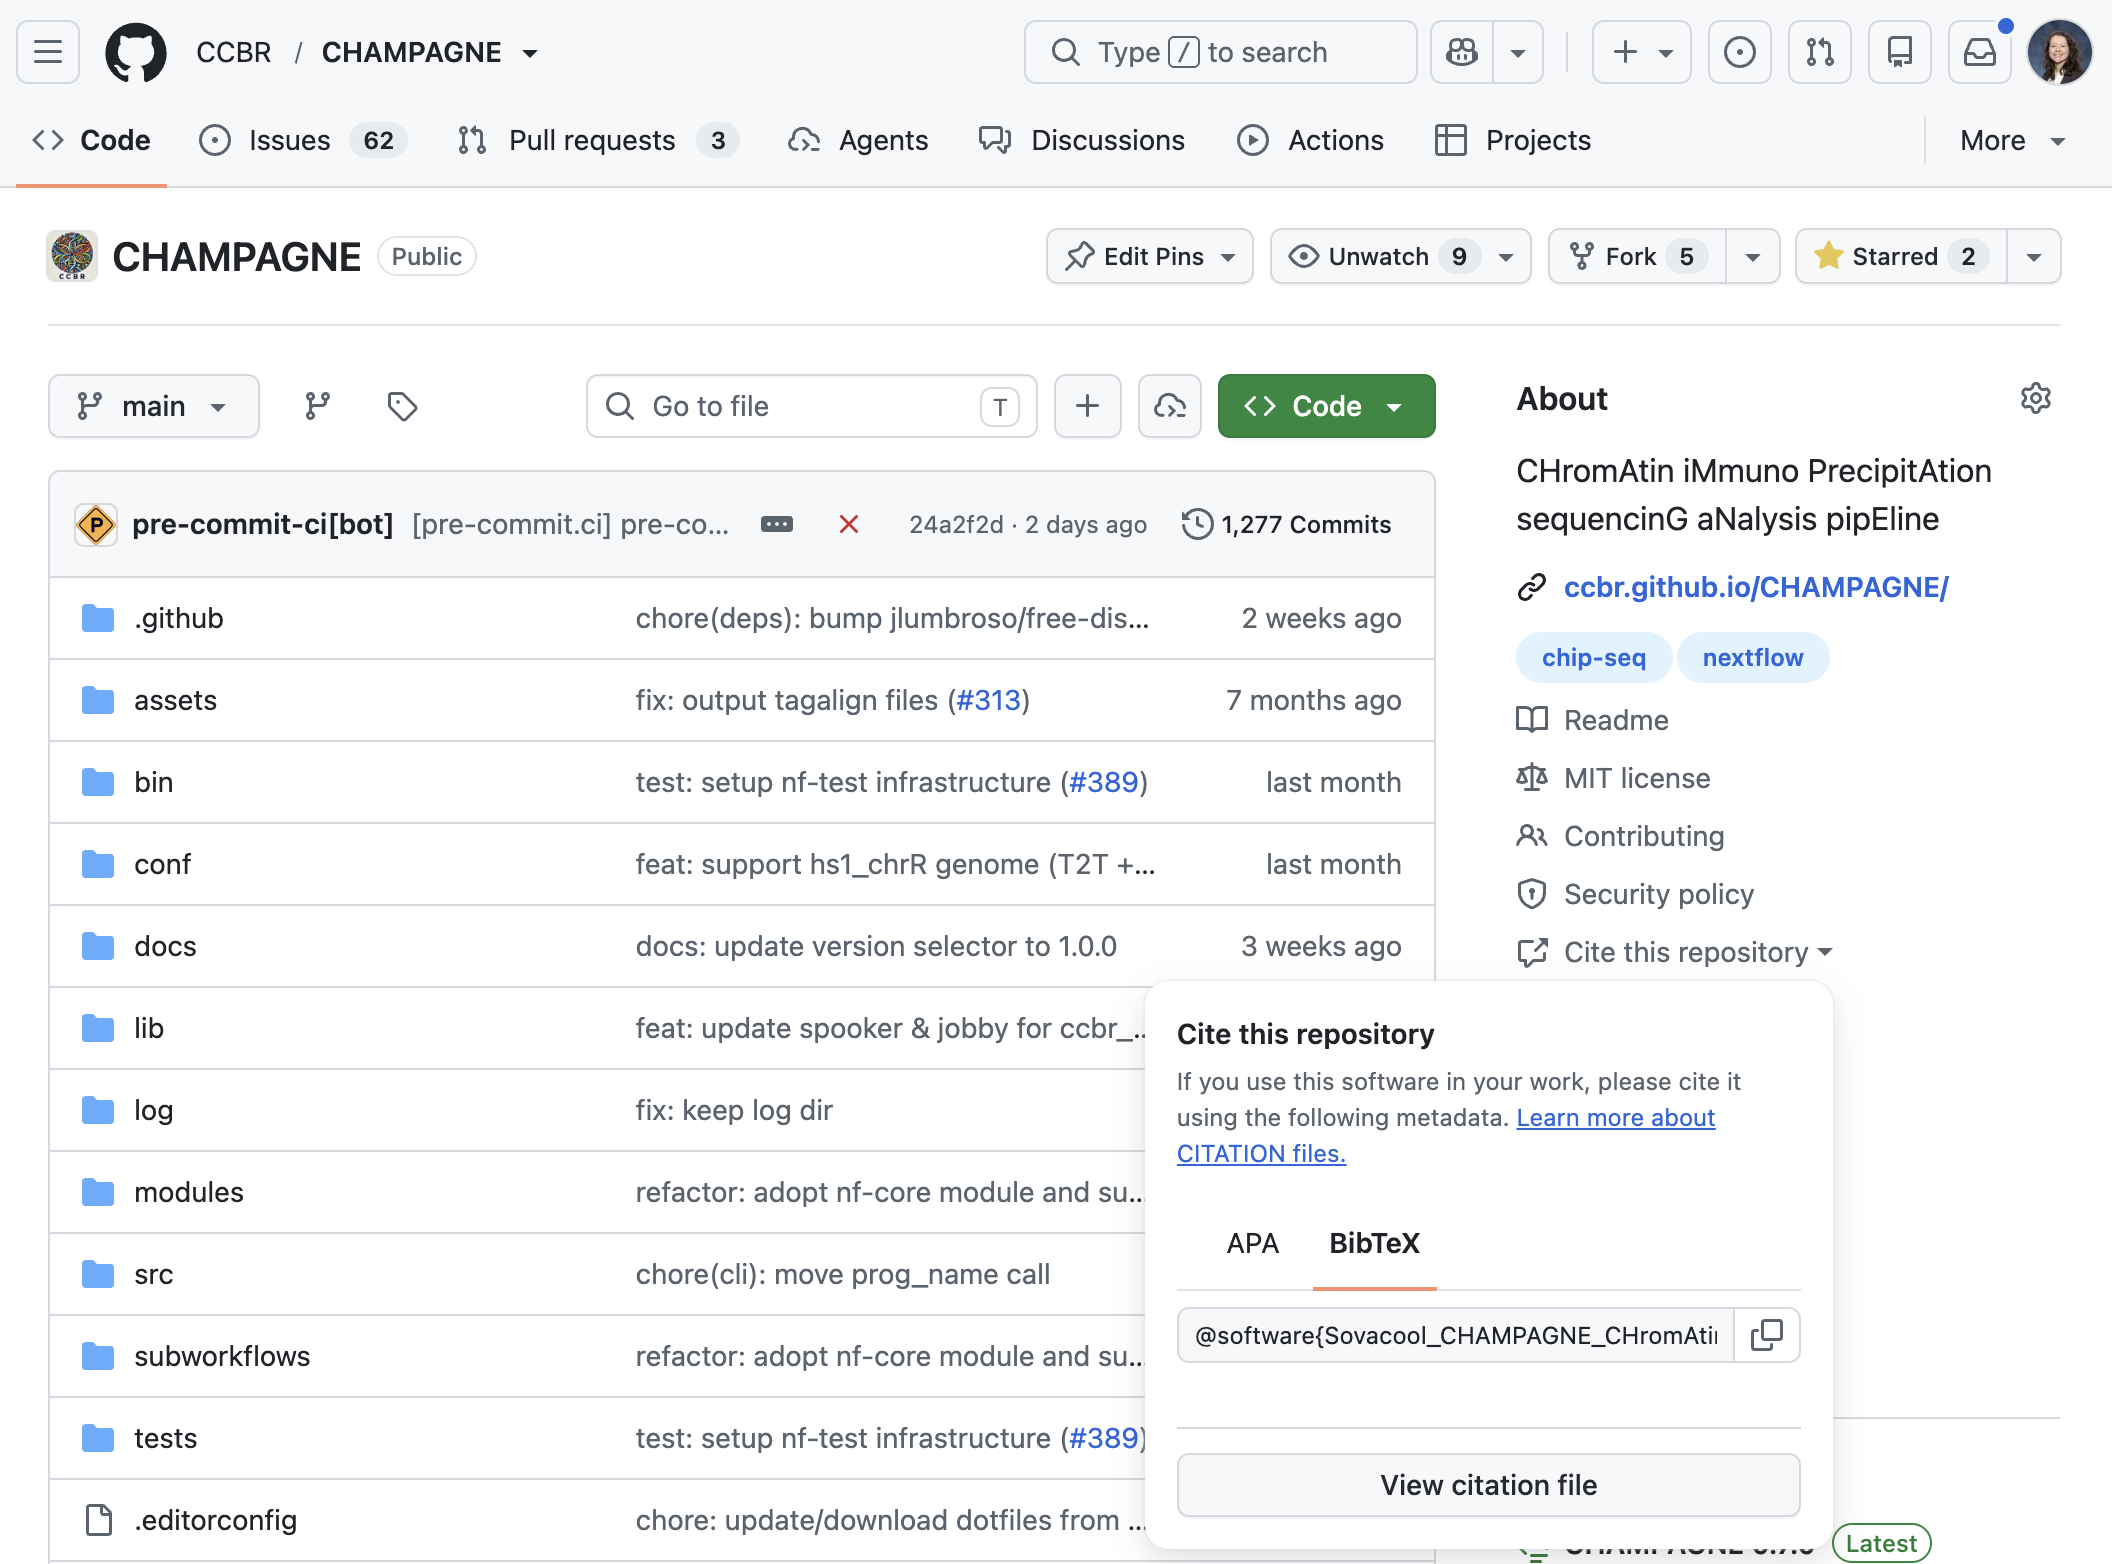 CCBR / CHAMPAGNE
Type / to search
Code
Issues 62
Pull requests 3
Agents
Discussions
Actions
Projects
More
CCBR
CHAMPAGNE Public
Edit Pins
Unwatch 9
Fork 5
Starred 2
main
Go to file T
Code
P pre-commit-ci[bot] [pre-commit.ci] pre-co... 24a2f2d · 2 days ago 1,277 Commits
.github chore(deps): bump jlumbroso/free-dis... 2 weeks ago
assets fix: output tagalign files (#313) 7 months ago
bin test: setup nf-test infrastructure (#389) last month
conf feat: support hs1_chrR genome (T2T +... last month
docs docs: update version selector to 1.0.0 3 weeks ago
lib feat: update spooker & jobby for ccbr_...
log fix: keep log dir
modules refactor: adopt nf-core module and su...
src chore(cli): move prog_name call
subworkflows refactor: adopt nf-core module and su...
tests test: setup nf-test infrastructure (#389)
.editorconfig chore: update/download dotfiles from ...
About
CHromAtin iMmuno PrecipitAtion
sequencinG aNalysis pipEline
ccbr.github.io/CHAMPAGNE/
chip-seq nextflow
Readme
MIT license
Contributing
Security policy
Cite this repository
Cite this repository
If you use this software in your work, please cite it
using the following metadata. Learn more about
CITATION files.
APA BibTeX
@software{Sovacool_CHAMPAGNE_CHromAtin
View citation file
Latest